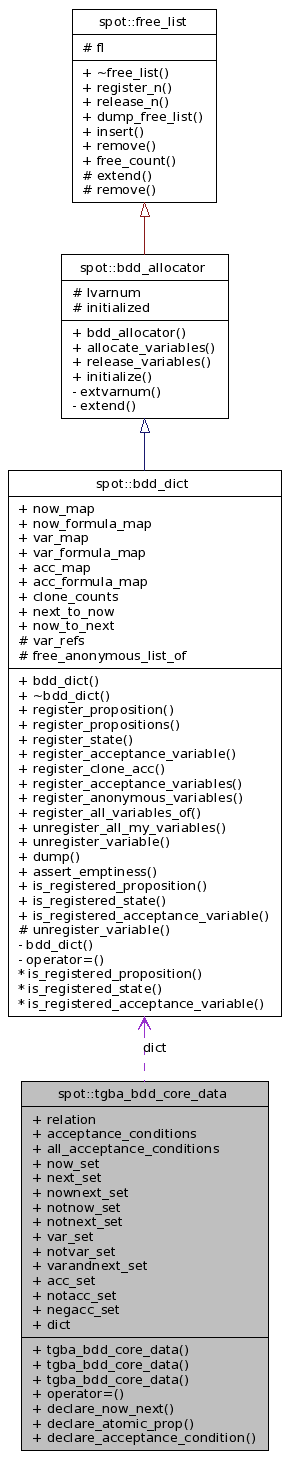 spot::free_list
# fl
+ ~free_list()
+ register_n()
+ release_n()
+ dump_free_list()
+ insert()
+ remove()
+ free_count()
# extend()
# remove()
spot::bdd_allocator
# lvarnum
# initialized
+ bdd_allocator()
+ allocate_variables()
+ release_variables()
+ initialize()
- extvarnum()
- extend()
spot::bdd_dict
+ now_map
+ now_formula_map
+ var_map
+ var_formula_map
+ acc_map
+ acc_formula_map
+ clone_counts
+ next_to_now
+ now_to_next
# var_refs
# free_anonymous_list_of
+ bdd_dict()
+ ~bdd_dict()
+ register_proposition()
+ register_propositions()
+ register_state()
+ register_acceptance_variable()
+ register_clone_acc()
+ register_acceptance_variables()
+ register_anonymous_variables()
+ register_all_variables_of()
+ unregister_all_my_variables()
+ unregister_variable()
+ dump()
+ assert_emptiness()
+ is_registered_proposition()
+ is_registered_state()
+ is_registered_acceptance_variable()
# unregister_variable()
- bdd_dict()
- operator=()
* is_registered_proposition()
* is_registered_state()
* is_registered_acceptance_variable()
dict
spot::tgba_bdd_core_data
+ relation
+ acceptance_conditions
+ all_acceptance_conditions
+ now_set
+ next_set
+ nownext_set
+ notnow_set
+ notnext_set
+ var_set
+ notvar_set
+ varandnext_set
+ acc_set
+ notacc_set
+ negacc_set
+ dict
+ tgba_bdd_core_data()
+ tgba_bdd_core_data()
+ tgba_bdd_core_data()
+ operator=()
+ declare_now_next()
+ declare_atomic_prop()
+ declare_acceptance_condition()